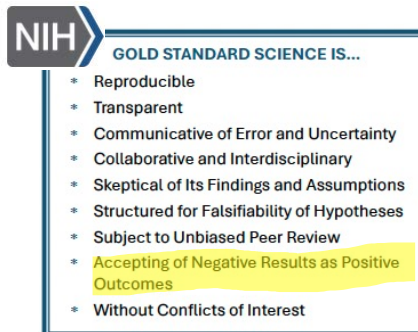 NIH
GOLD STANDARD SCIENCE IS...
* Reproducible
* Transparent
* Communicative of Error and Uncertainty
* Collaborative and Interdisciplinary
* Skeptical of Its Findings and Assumptions
* Structured for Falsifiability of Hypotheses
* Subject to Unbiased Peer Review
* Accepting of Negative Results as Positive
Outcomes
* Without Conflicts of Interest